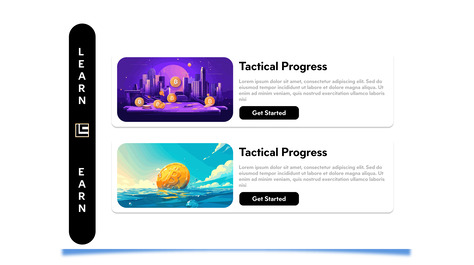 LEARN
EARN
Tactical Progress
Lorem ipsum dolor sit amet, consectetur adipiscing elit, sed do
eiusmod tempor incididunt ut labore et dolore magna aliqua. Ut
enim ad minim veniam, quis nostrud exercitation ullamco laboris
nisi
Get Started
Tactical Progress
Lorem ipsum dolor sit amet, consectetur adipiscing elit, sed do
eiusmod tempor incididunt ut labore et dolore magna aliqua. Ut
enim ad minim veniam, quis nostrud exercitation ullamco laboris
nisi
Get Started